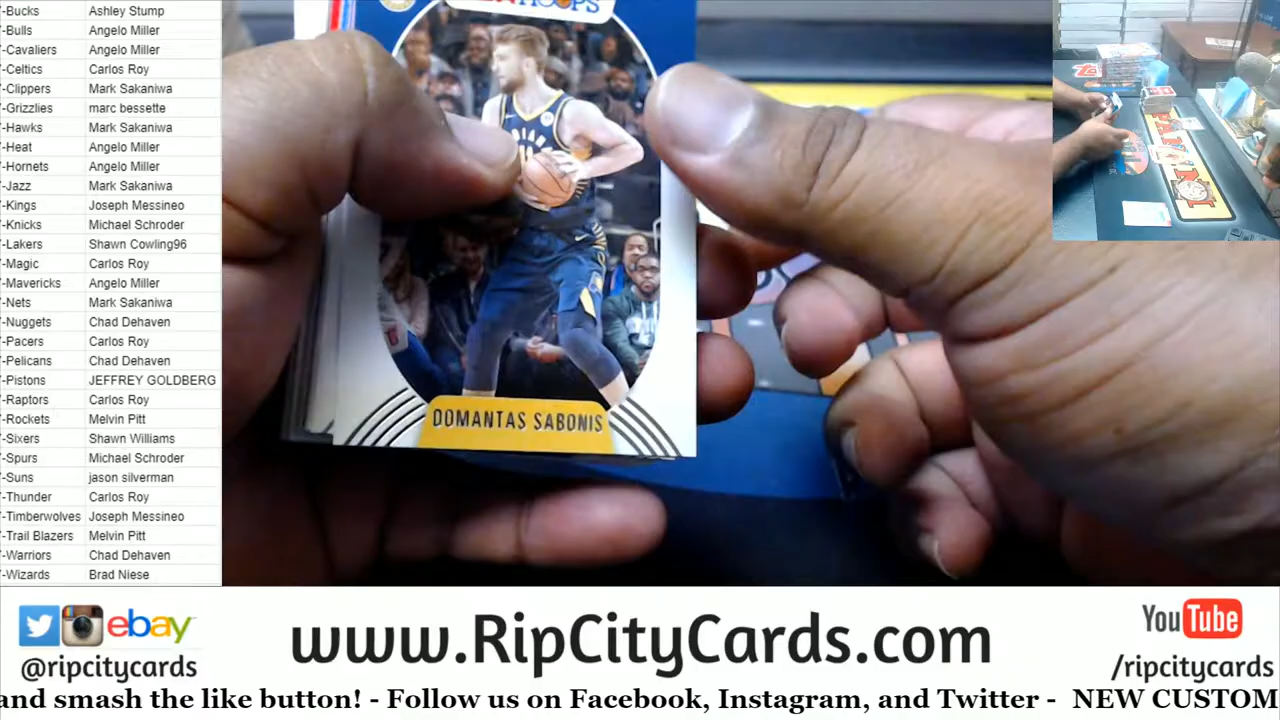 -Bucks Ashley Stump
-Bulls Angelo Miller
-Cavaliers Angelo Miller
-Celtics Carlos Roy
-Clippers Mark Sakaniwa
-Grizzlies marc bessette
-Hawks Mark Sakaniwa
-Heat Angelo Miller
-Hornets Angelo Miller
-Jazz Mark Sakaniwa
-Kings Joseph Messineo
-Knicks Michael Schroder
-Lakers Shawn Cowling96
-Magic Carlos Roy
-Mavericks Angelo Miller
-Nets Mark Sakaniwa
-Nuggets Chad Dehaven
-Pacers Carlos Roy
-Pelicans Chad Dehaven
-Pistons JEFFREY GOLDBERG
-Raptors Carlos Roy
-Rockets Melvin Pitt
-Sixers Shawn Williams
-Spurs Michael Schroder
-Suns jason silverman
-Thunder Carlos Roy
-Timberwolves Joseph Messineo
-Trail Blazers Melvin Pitt
-Warriors Chad Dehaven
-Wizards Brad Niese
HOOPS
DOMANTAS SABONIS
PANINI
ebay
@ripcitycards
www.RipCityCards.com
YouTube
/ripcitycards
and smash the like button! - Follow us on Facebook, Instagram, and Twitter - NEW CUSTOM